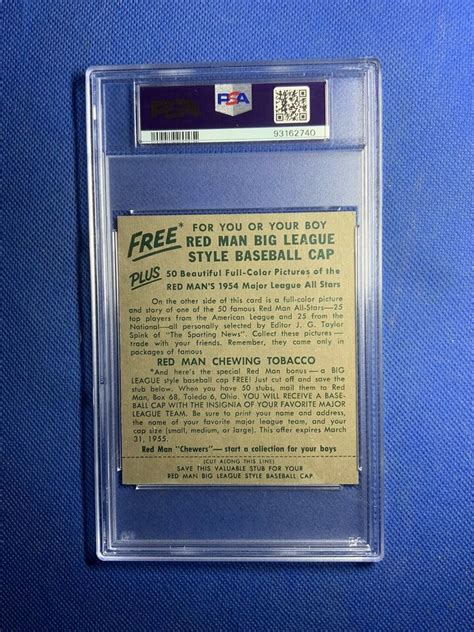 PSA
PSA
93162740
FREE* FOR YOU OR YOUR BOY
RED MAN BIG LEAGUE
STYLE BASEBALL CAP
PLUS 50 Beautiful Full-Color Pictures of the
RED MAN'S 1954 Major League All Stars
On the other side of this card is a full-color picture
and story of one of the 50 famous Red Man All-Stars—25
top players from the American League and 25 from the
National—all personally selected by Editor J. G. Taylor
Spink of "The Sporting News". Collect these pictures—
trade with your friends. Remember, they come only in
packages of famous
RED MAN CHEWING TOBACCO
*And here's the special Red Man bonus—a BIG
LEAGUE style baseball cap FREE! Just cut off and save the
stub below. When you have 50 stubs, mail them to Red
Man, Box 68, Toledo 6, Ohio. YOU WILL RECEIVE A BASE-
BALL CAP WITH THE INSIGNIA OF YOUR FAVORITE MAJOR
LEAGUE TEAM. Be sure to print your name and address,
the name of your favorite major league team, and your
cap size (small, medium, or large). This offer expires March
31, 1955.
Red Man "Chewers"— start a collection for your boys
(CUT ALONG THIS LINE)
SAVE THIS VALUABLE STUB FOR YOUR
RED MAN BIG LEAGUE STYLE BASEBALL CAP